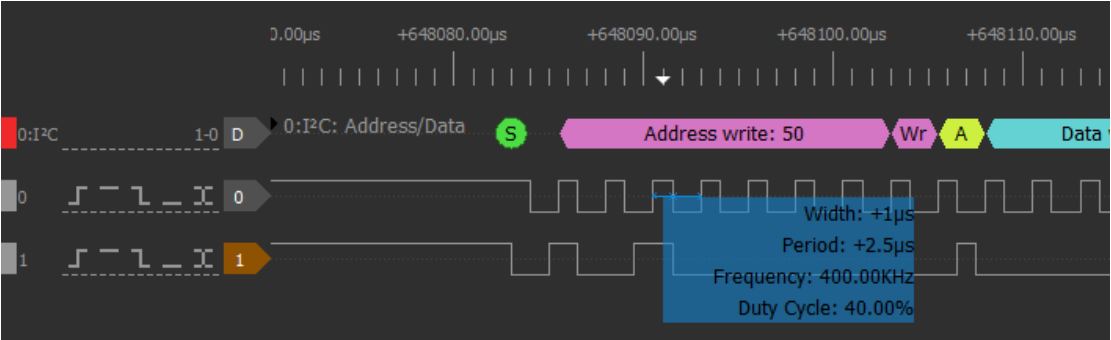 0.00µs +648080.00µs +648090.00µs +648100.00µs +648110.00µs
0:I²C 1-0 D 0:I²C: Address/Data S Address write: 50 Wr A Data
0 0
Width: +1µs
1 1
Period: +2.5µs
Frequency: 400.00KHz
Duty Cycle: 40.00%